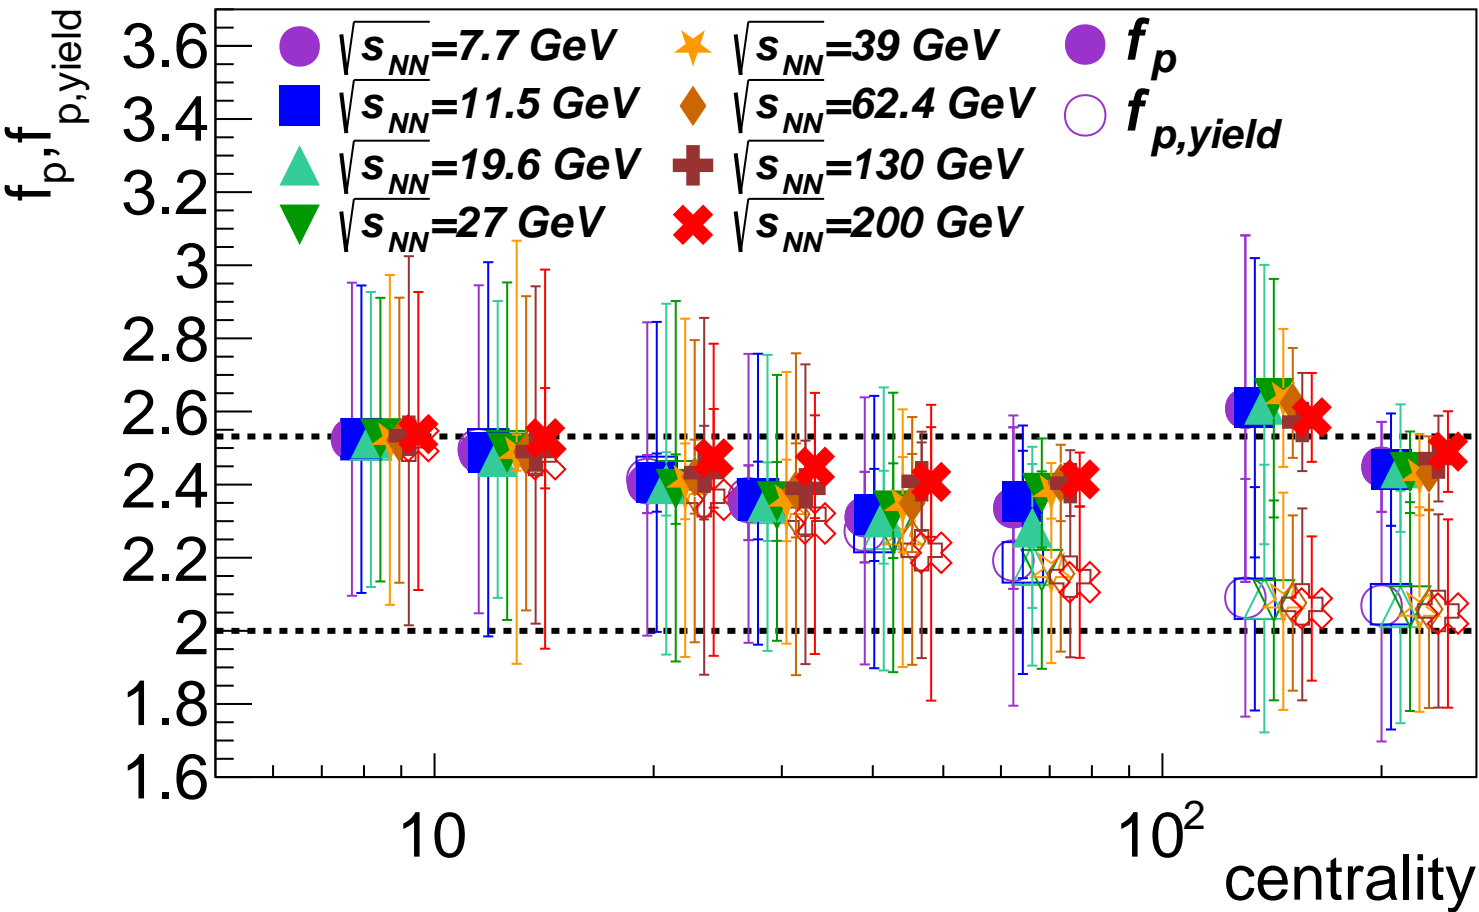 f_p,f_p,yield
√s_NN=7.7 GeV
√s_NN=11.5 GeV
√s_NN=19.6 GeV
√s_NN=27 GeV
√s_NN=39 GeV
√s_NN=62.4 GeV
√s_NN=130 GeV
√s_NN=200 GeV
f_p
f_p,yield
3.6
3.4
3.2
3
2.8
2.6
2.4
2.2
2
1.8
1.6
10
10²
centrality